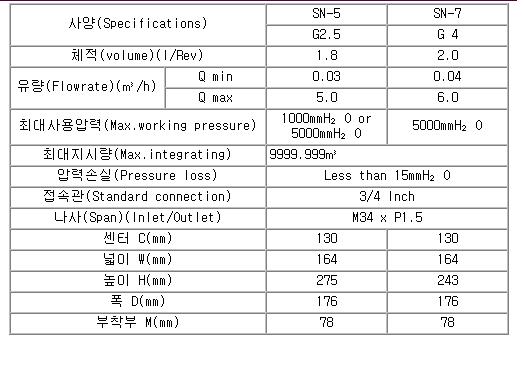 사양(Specifications) SN-5 SN-7
G2.5 G 4
체적(volume)(l/Rev) 1.8 2.0
유량(Flowrate)(㎥/h) Q min 0.03 0.04
Q max 5.0 6.0
최대사용압력(Max.working pressure) 1000mmH₂ O or 5000mmH₂ O 5000mmH₂ O
최대지시량(Max.integrating) 9999.999㎥
압력손실(Pressure loss) Less than 15mmH₂ O
접속관(Standard connection) 3/4 Inch
나사(Span)(Inlet/Outlet) M34 x P1.5
센터 C(mm) 130 130
넓이 W(mm) 164 164
높이 H(mm) 275 243
폭 D(mm) 176 176
부착부 M(mm) 78 78